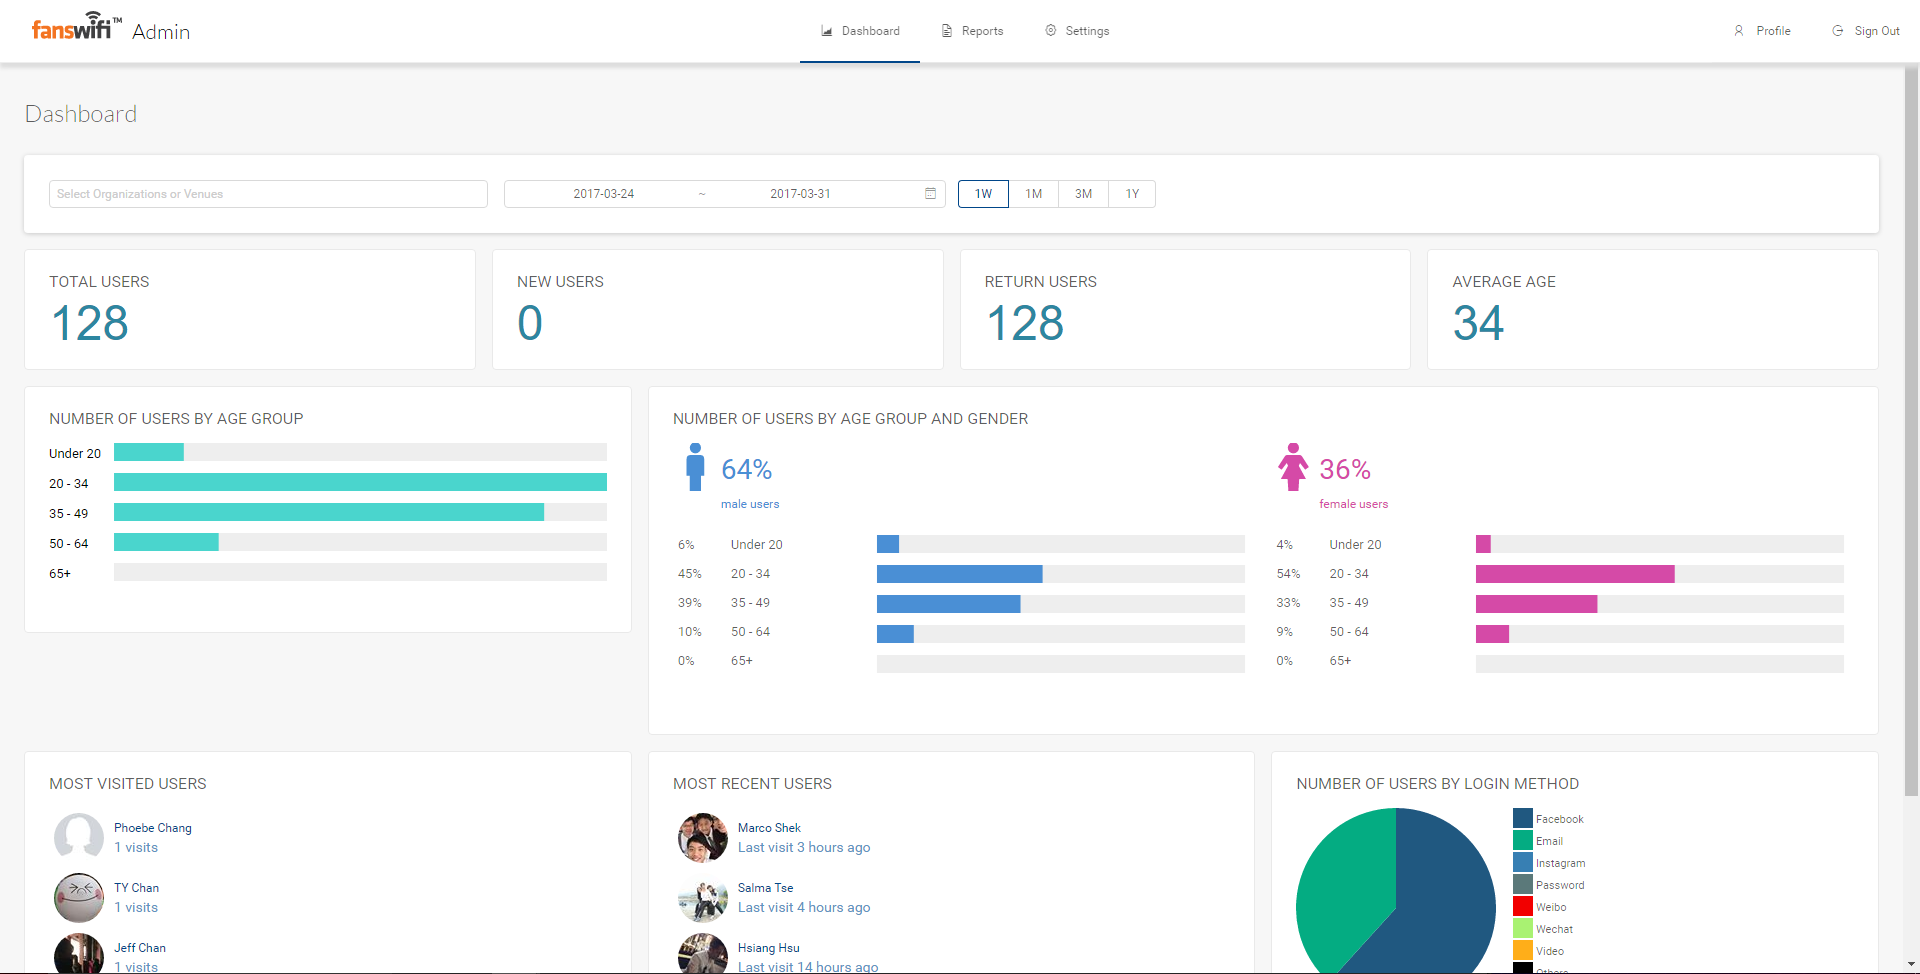 fanswifi™ Admin
Dashboard
Reports
Settings
Profile
Sign Out
Dashboard
Select Organizations or Venues
2017-03-24 ~ 2017-03-31
1W 1M 3M 1Y
TOTAL USERS
128
NEW USERS
0
RETURN USERS
128
AVERAGE AGE
34
NUMBER OF USERS BY AGE GROUP
Under 20
20 - 34
35 - 49
50 - 64
65+
NUMBER OF USERS BY AGE GROUP AND GENDER
64%
male users
6% Under 20
45% 20 - 34
39% 35 - 49
10% 50 - 64
0% 65+
36%
female users
4% Under 20
54% 20 - 34
33% 35 - 49
9% 50 - 64
0% 65+
MOST VISITED USERS
Phoebe Chang
1 visits
TY Chan
1 visits
Jeff Chan
1 visits
MOST RECENT USERS
Marco Shek
Last visit 3 hours ago
Salma Tse
Last visit 4 hours ago
Hsiang Hsu
Last visit 14 hours ago
NUMBER OF USERS BY LOGIN METHOD
Facebook
Email
Instagram
Password
Weibo
Wechat
Video
Others